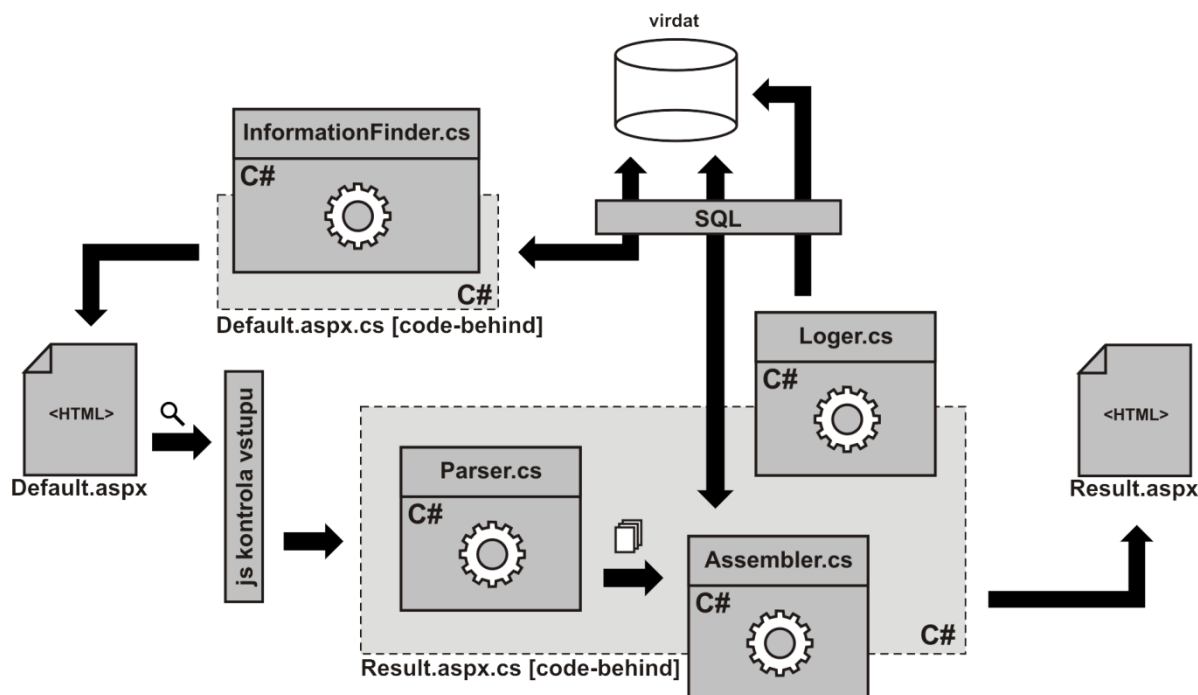 virdat
InformationFinder.cs
C#
SQL
C#
Default.aspx.cs [code-behind]
Loger.cs
C#
<HTML>
Default.aspx
js kontrola vstupu
Parser.cs
C#
Assembler.cs
C#
C#
Result.aspx.cs [code-behind]
<HTML>
Result.aspx